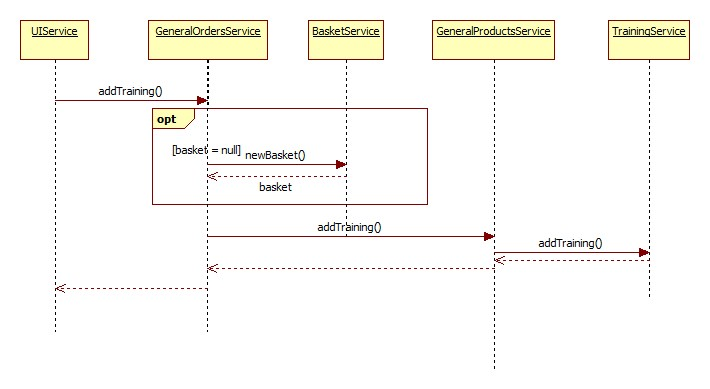 UIService
GeneralOrdersService
BasketService
GeneralProductsService
TrainingService
addTraining()
opt
[basket = null]
newBasket()
basket
addTraining()
addTraining()